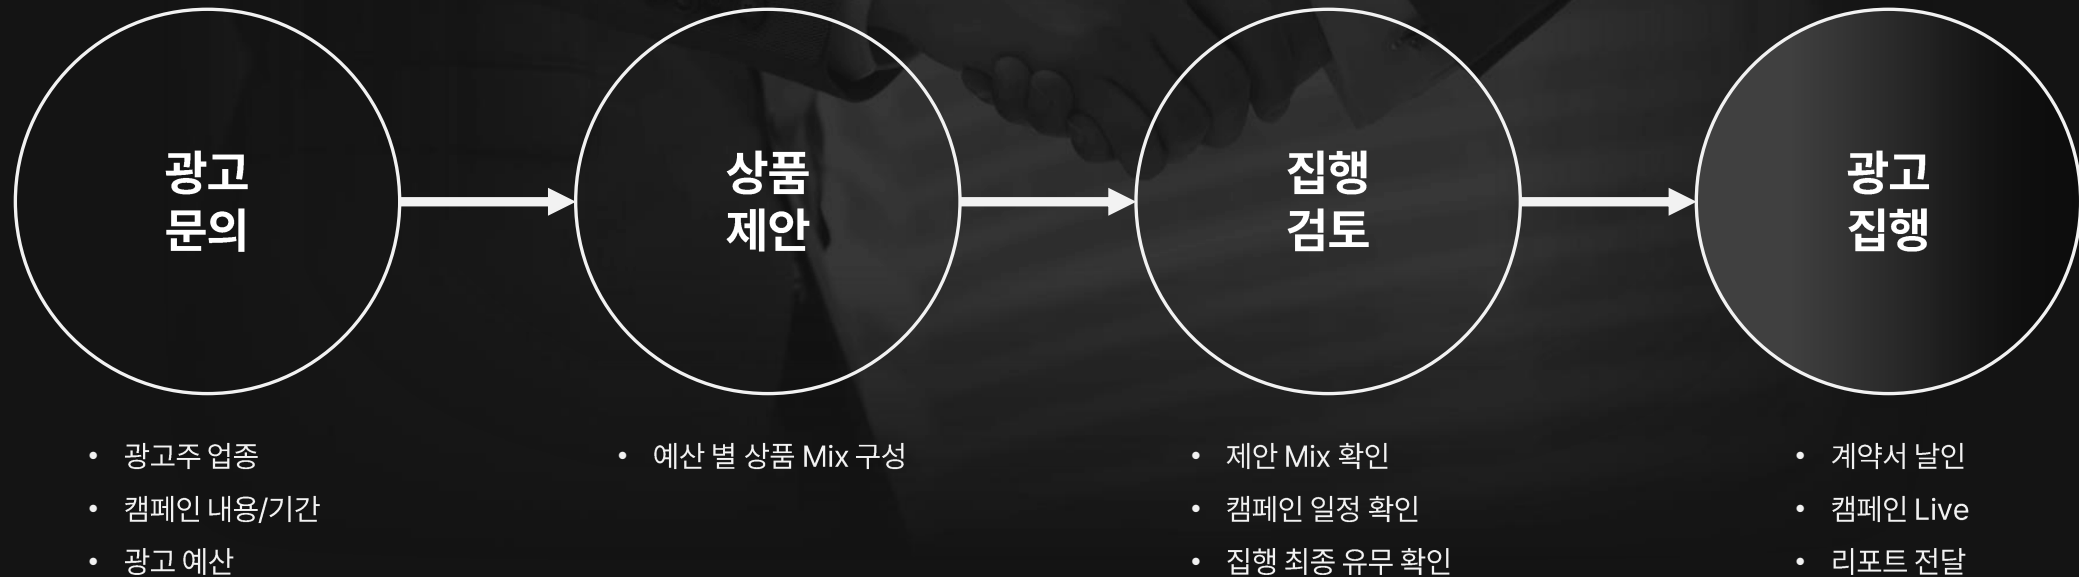 광고
문의
상품
제안
집행
검토
광고
집행
• 광고주 업종
• 캠페인 내용/기간
• 광고 예산
• 예산 별 상품 Mix 구성
• 제안 Mix 확인
• 캠페인 일정 확인
• 집행 최종 유무 확인
• 계약서 날인
• 캠페인 Live
• 리포트 전달